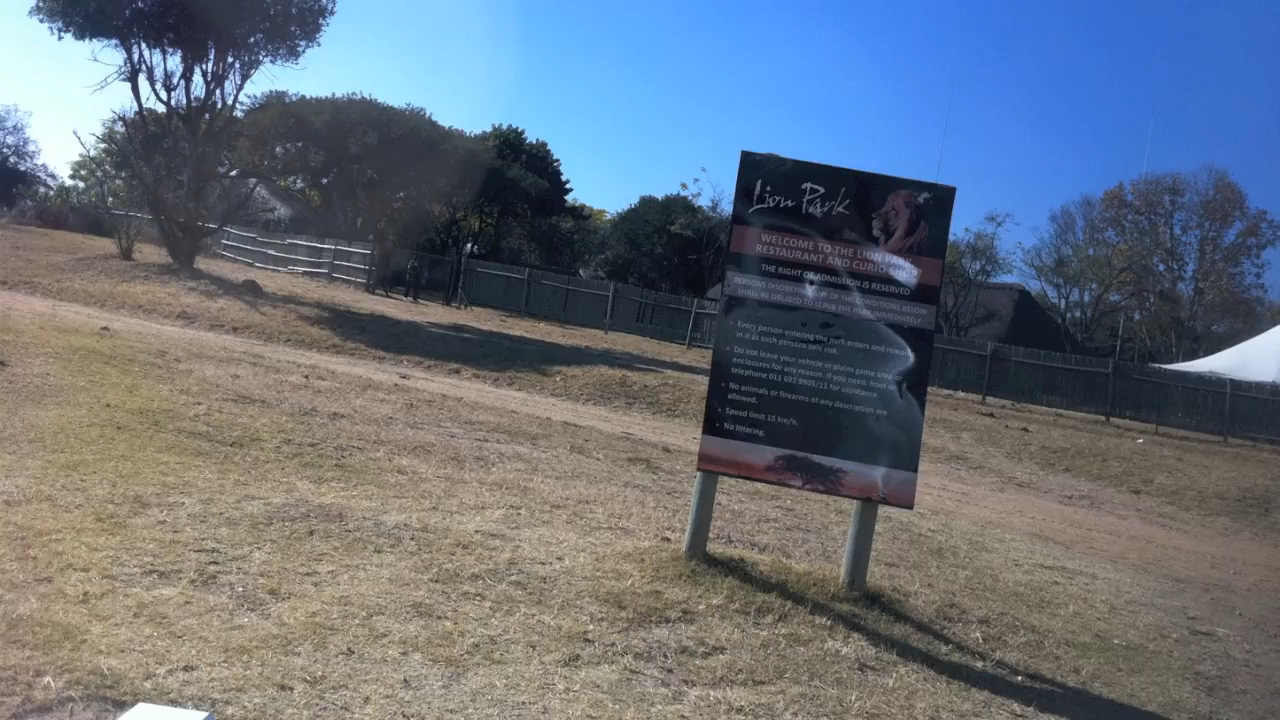 Lion Park
WELCOME TO THE LION PARK
RESTAURANT AND CURIO SHOP
THE RIGHT OF ADMISSION IS RESERVED
PERSONS DISOBEYING ANY OF THE CONDITIONS BELOW
SHALL BE OBLIGED TO LEAVE THE PARK IMMEDIATELY
• Every person entering the park enters and remains
in it at such persons sole risk.
• Do not leave your vehicle in plains game area or
enclosures for any reason. If you need, hoot or
telephone 011 691 9905/11 for assistance.
• No animals or firearms of any description are
allowed.
• Speed limit 15 km/h.
• No littering.